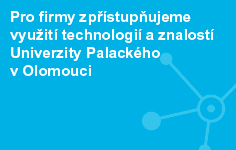 Pro firmy zpřístupňujeme
využití technologií a znalostí
Univerzity Palackého
v Olomouci